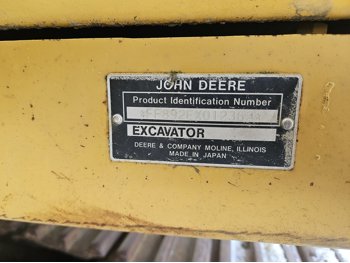 JOHN DEERE
Product Identification Number
EXCAVATOR
DEERE & COMPANY MOLINE, ILLINOIS
MADE IN JAPAN